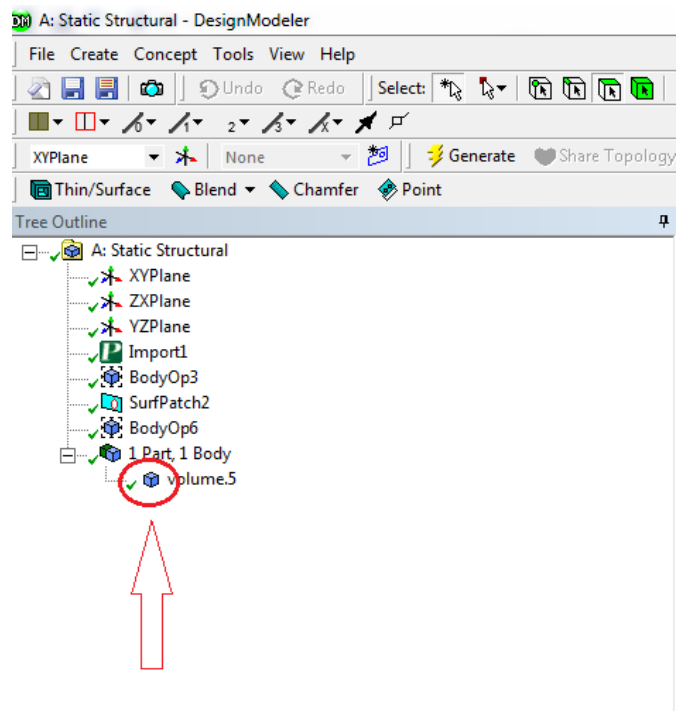 A: Static Structural - DesignModeler
File Create Concept Tools View Help
Undo Redo Select:
XYPlane None Generate Share Topology
Thin/Surface Blend Chamfer Point
Tree Outline
A: Static Structural
XYPlane
ZXPlane
YZPlane
Import1
BodyOp3
SurfPatch2
BodyOp6
1 Part, 1 Body
volume.5